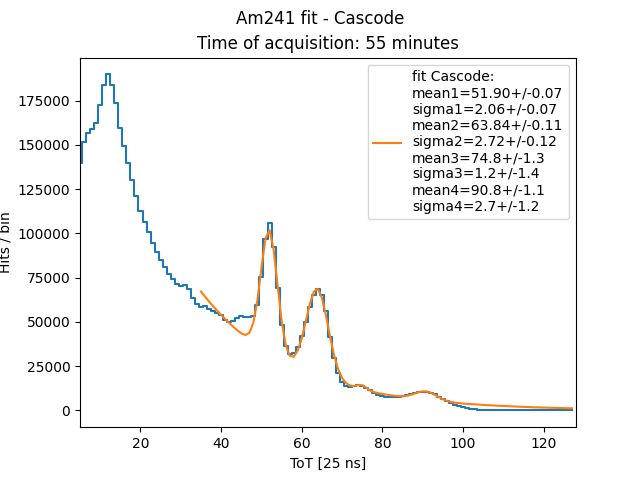 Am241 fit - Cascode
Time of acquisition: 55 minutes
fit Cascode:
mean1=51.90+/-0.07
sigma1=2.06+/-0.07
mean2=63.84+/-0.11
sigma2=2.72+/-0.12
mean3=74.8+/-1.3
sigma3=1.2+/-1.4
mean4=90.8+/-1.1
sigma4=2.7+/-1.2
Hits / bin
175000
150000
125000
100000
75000
50000
25000
0
20 40 60 80 100 120
ToT [25 ns]